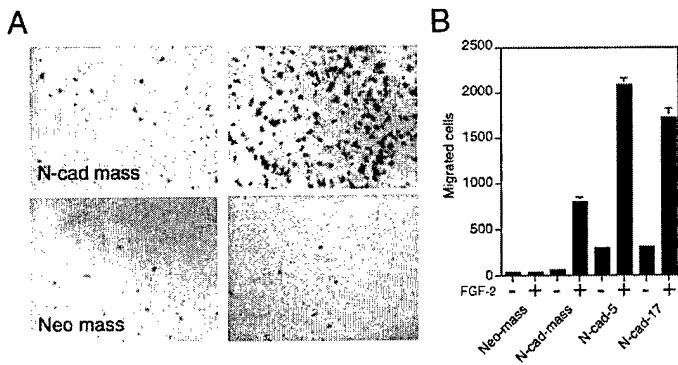 A
N-cad mass
Neo mass
B
Migrated cells
2500
2000
1500
1000
500
0
FGF-2 - + - + - + - +
Neo-mass
N-cad-mass
N-cad-5
N-cad-17